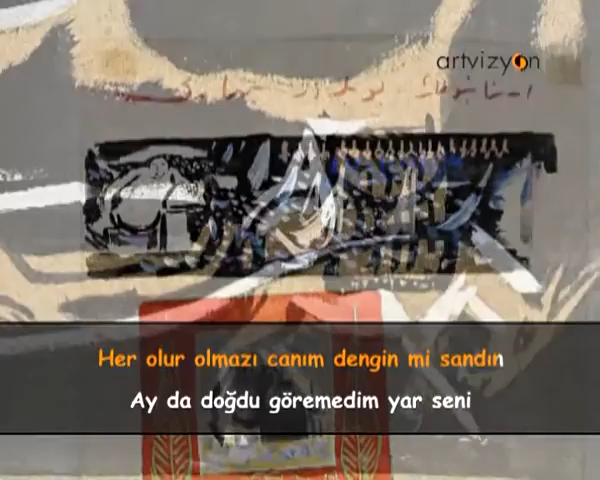 artvizyon
Her olur olmazı canım dengin mi sandın
Ay da doğdu göremedim yar seni